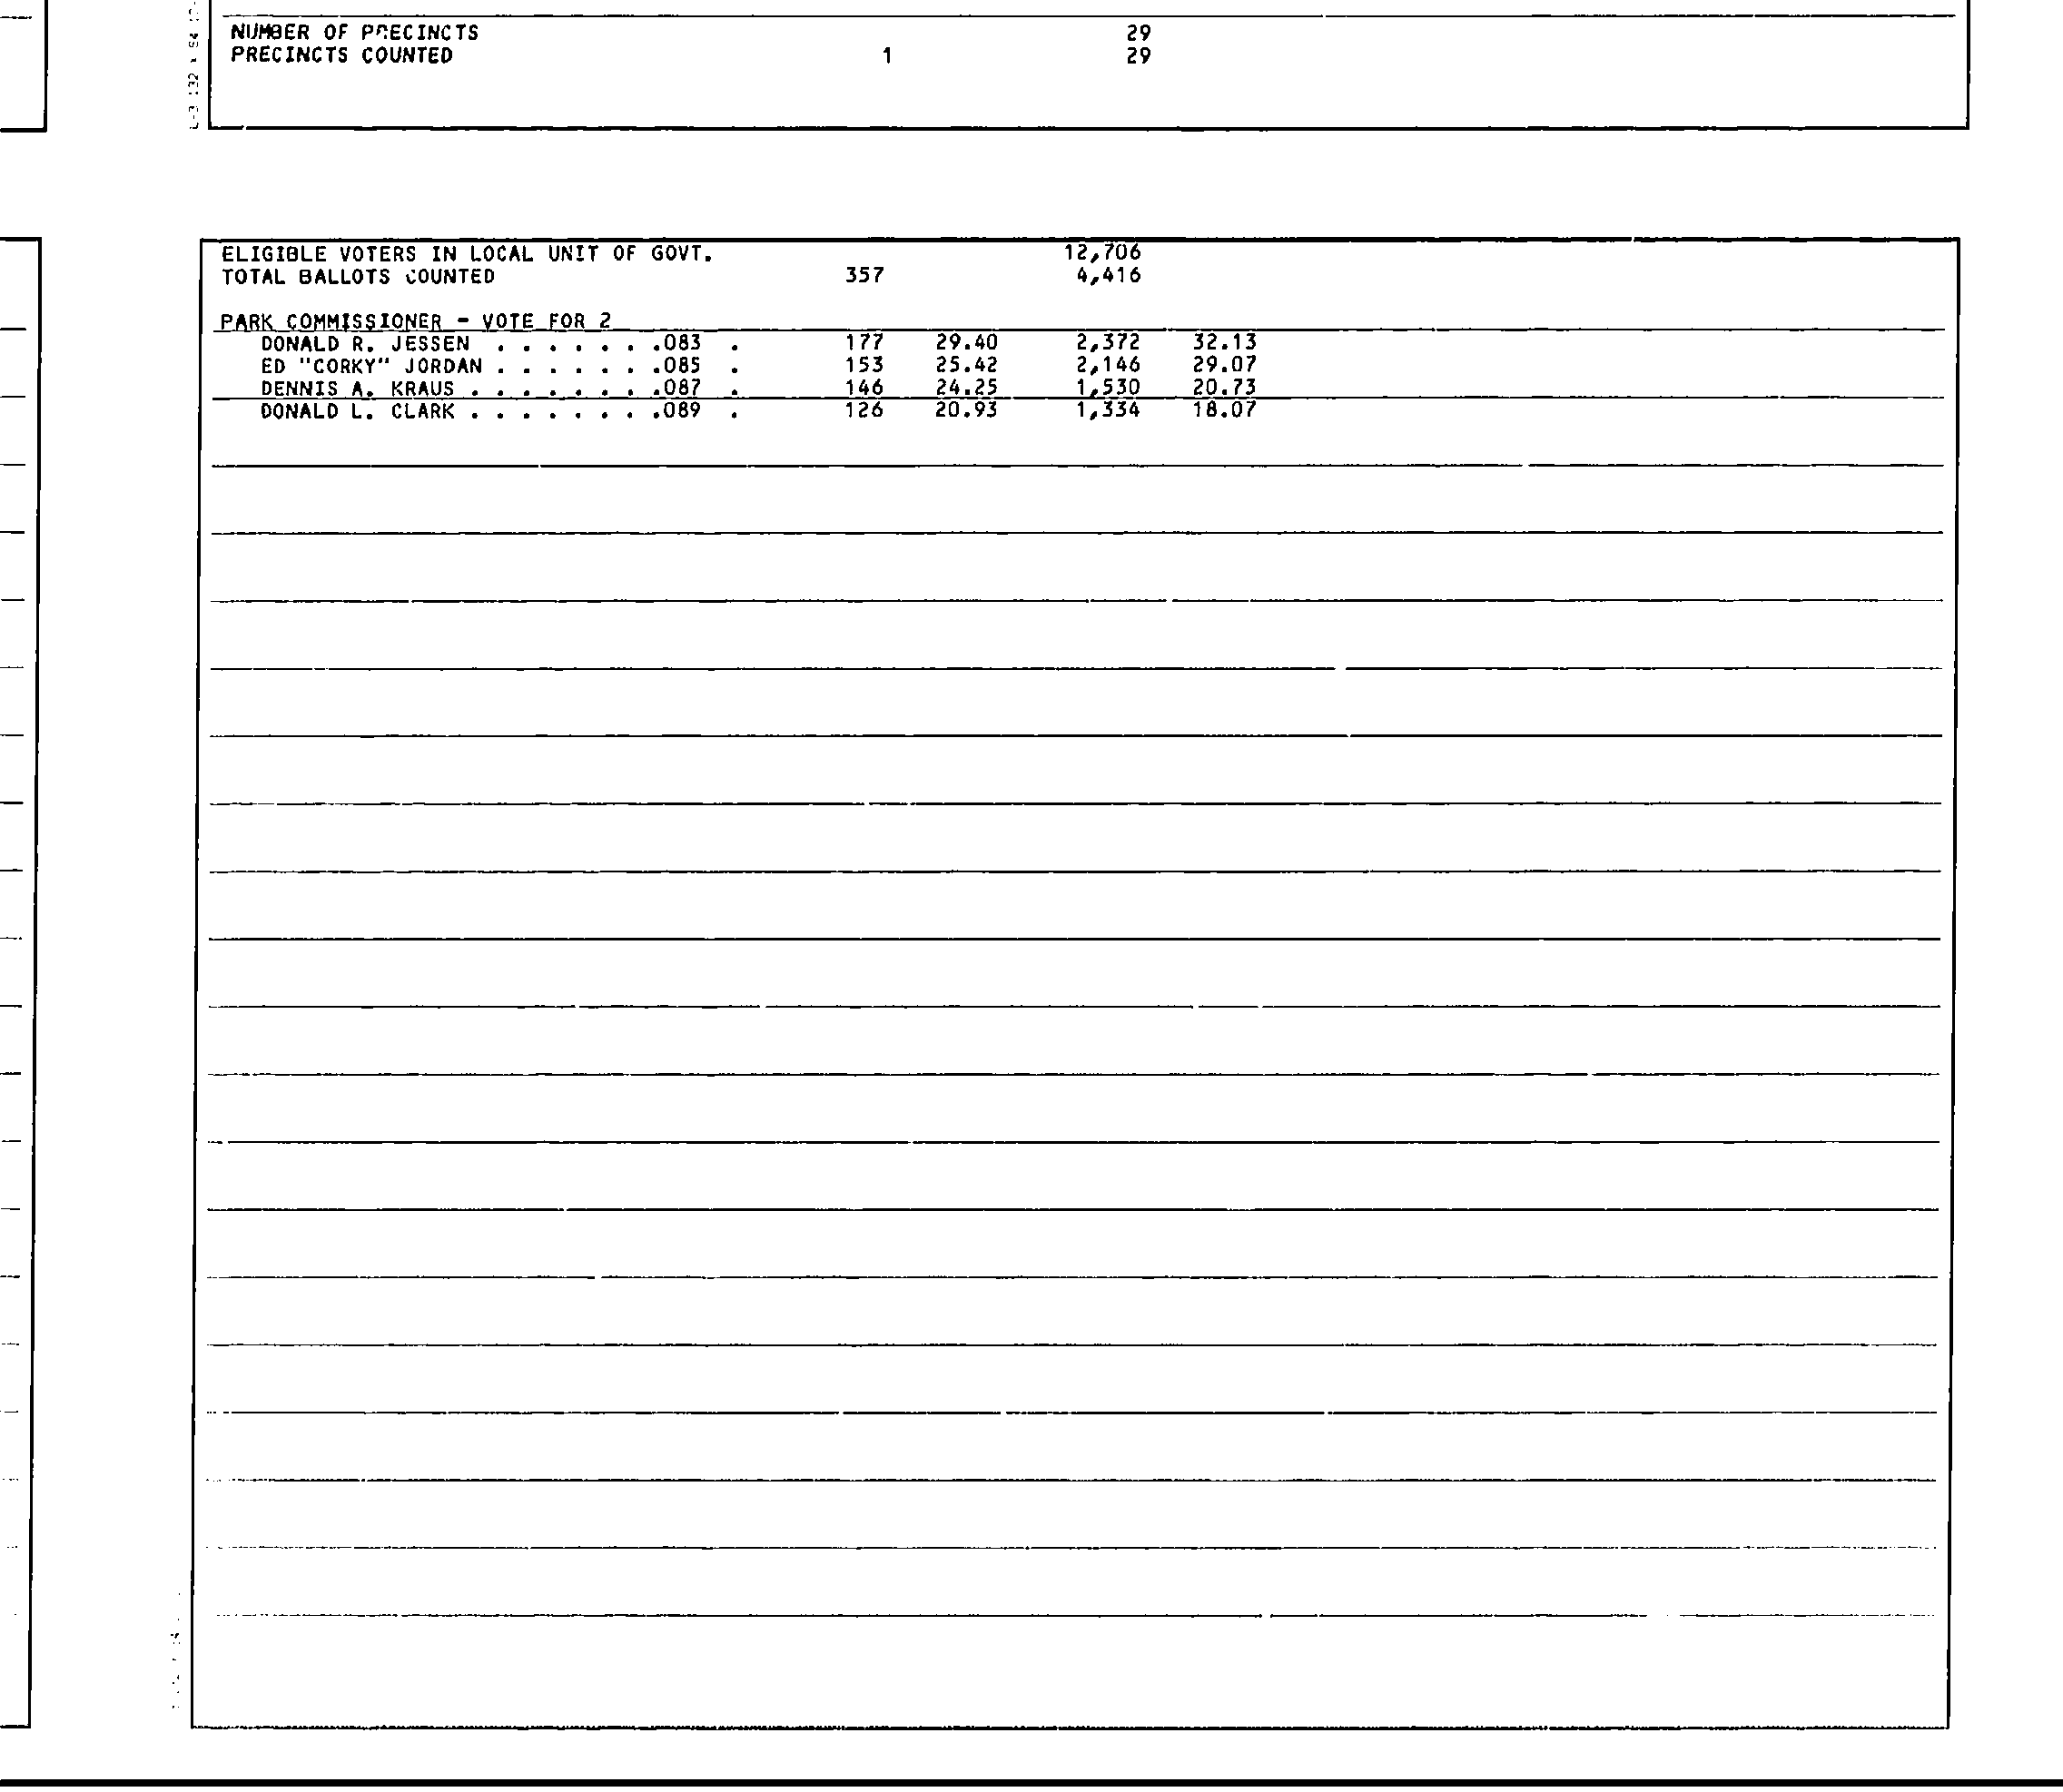 NUMBER OF PRECINCTS 29
PRECINCTS COUNTED 1 29
ELIGIBLE VOTERS IN LOCAL UNIT OF GOVT. 12,706
TOTAL BALLOTS COUNTED 357 4,416
PARK COMMISSIONER - VOTE FOR 2
DONALD R. JESSEN . . . . . . .083 . 177 29.40 2,372 32.13
ED "CORKY" JORDAN . . . . . . .085 . 153 25.42 2,146 29.07
DENNIS A. KRAUS . . . . . . . .087 . 146 24.25 1,530 20.73
DONALD L. CLARK . . . . . . . .089 . 126 20.93 1,334 18.07